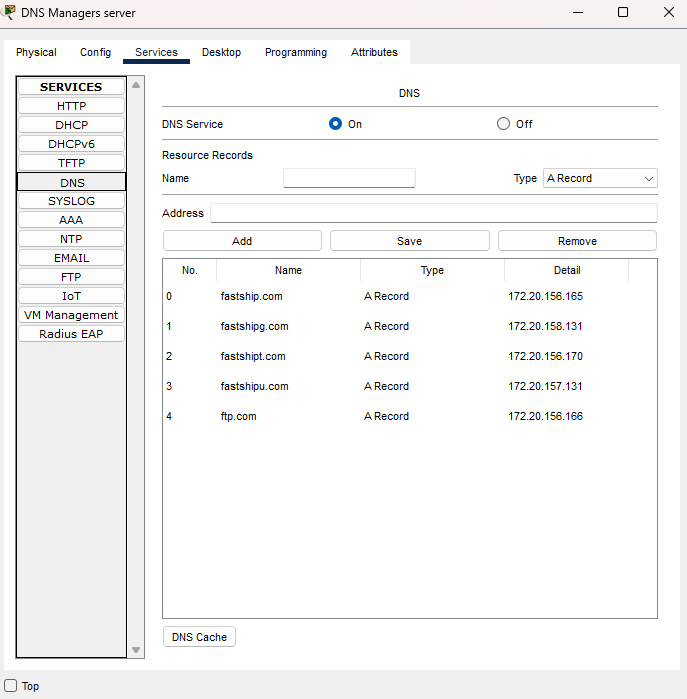 DNS Managers server
Physical Config Services Desktop Programming Attributes
SERVICES
HTTP
DHCP
DHCPv6
TFTP
DNS
SYSLOG
AAA
NTP
EMAIL
FTP
IoT
VM Management
Radius EAP
DNS
DNS Service On Off
Resource Records
Name Type A Record
Address
Add Save Remove
No. Name Type Detail
0 fastship.com A Record 172.20.156.165
1 fastshipg.com A Record 172.20.158.131
2 fastshipt.com A Record 172.20.156.170
3 fastshipu.com A Record 172.20.157.131
4 ftp.com A Record 172.20.156.166
DNS Cache
Top